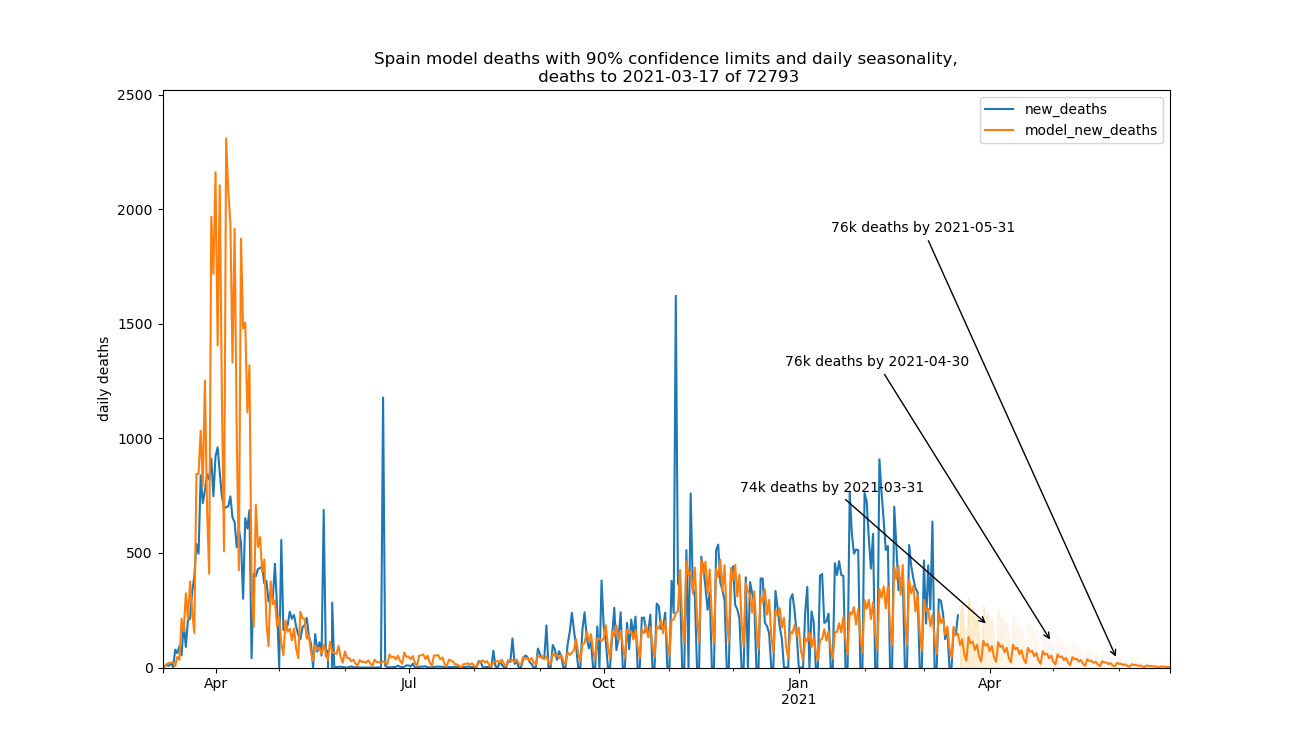 Spain model deaths with 90% confidence limits and daily seasonality,
deaths to 2021-03-17 of 72793
new_deaths
model_new_deaths
daily deaths
2500
2000
1500
1000
500
0
76k deaths by 2021-05-31
76k deaths by 2021-04-30
74k deaths by 2021-03-31
Apr
Jul
Oct
Jan
2021
Apr